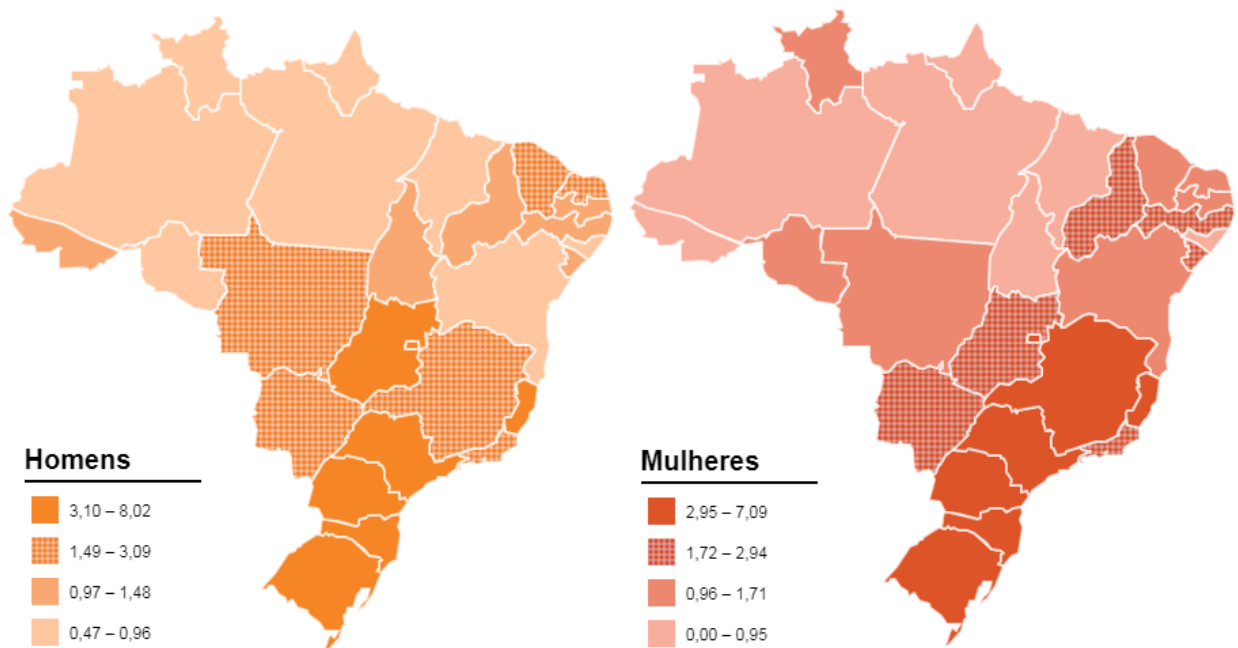 Homens
3,10 – 8,02
1,49 – 3,09
0,97 – 1,48
0,47 – 0,96
Mulheres
2,95 – 7,09
1,72 – 2,94
0,96 – 1,71
0,00 – 0,95